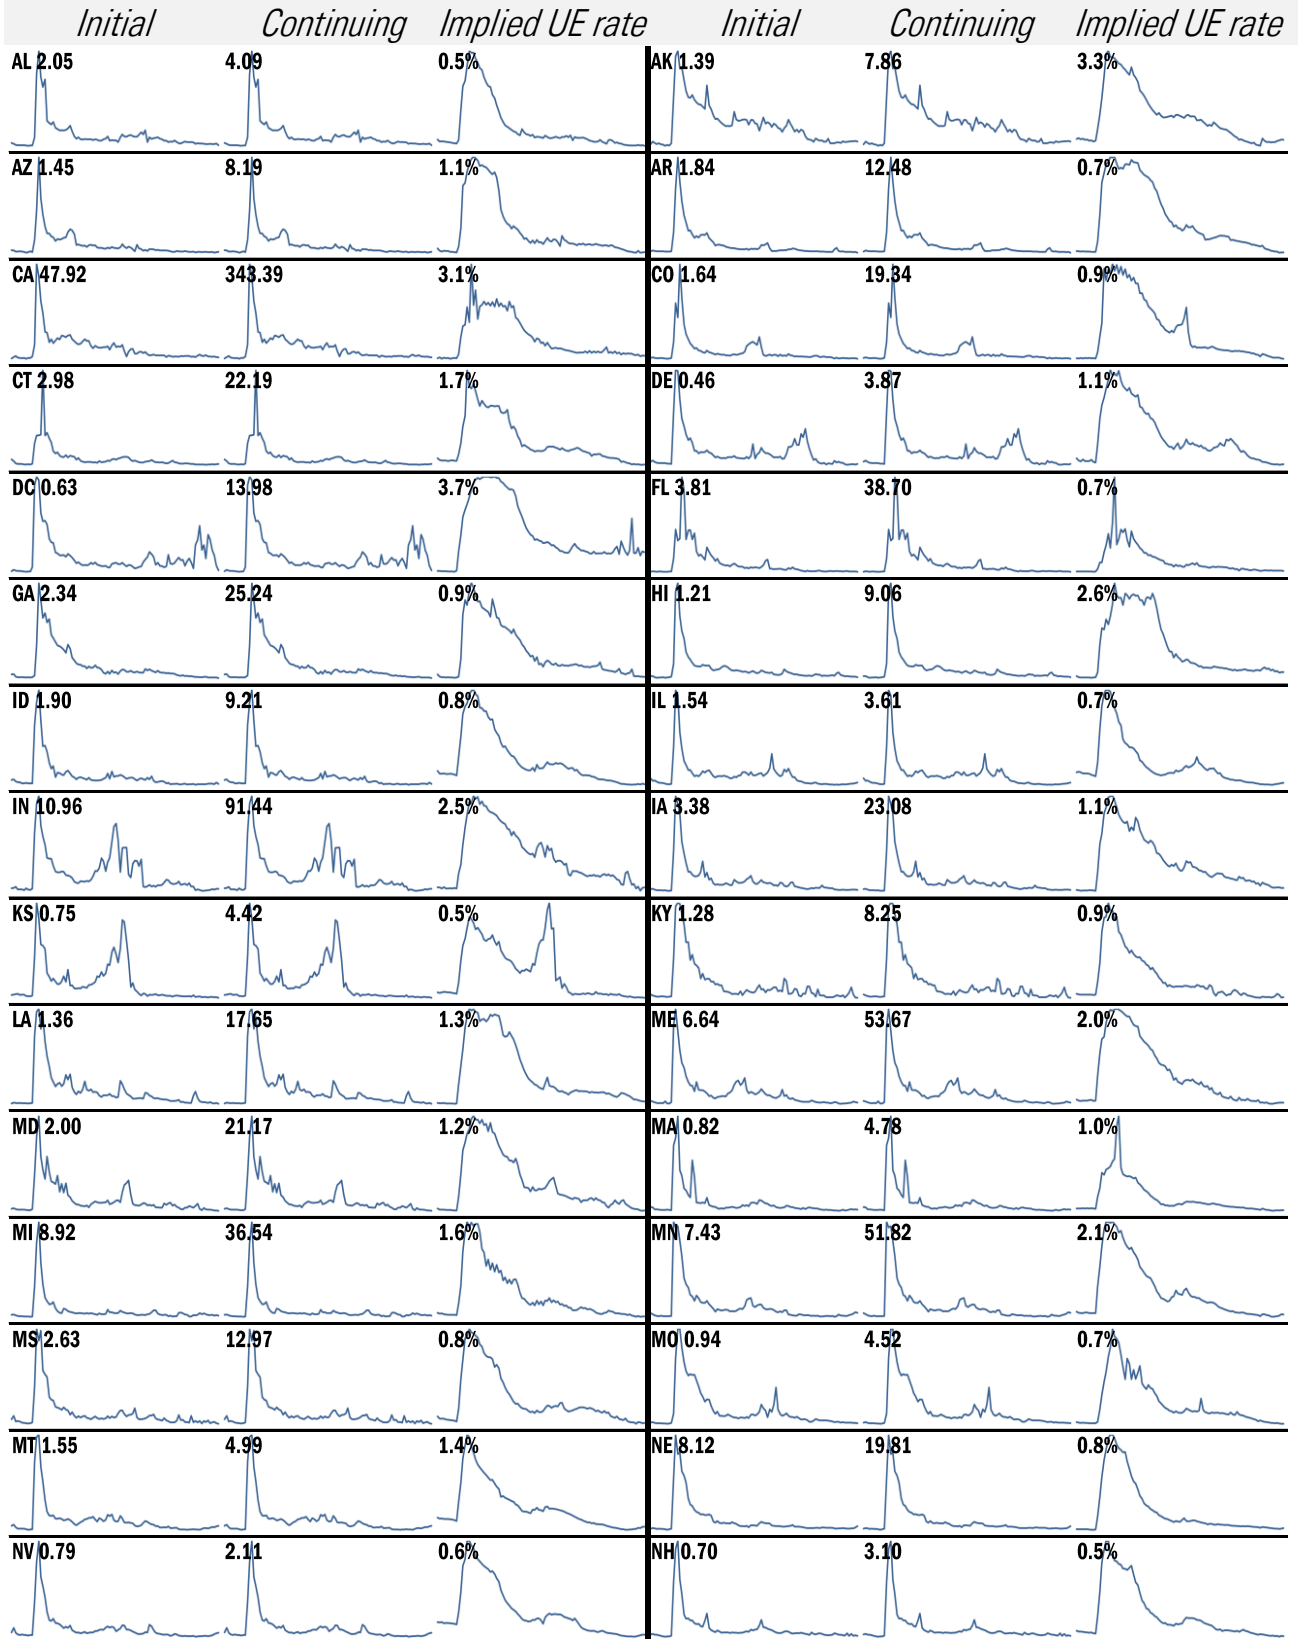 Initial Continuing Implied UE rate Initial Continuing Implied UE rate
AL 2.05 4.09 0.5% AK 1.39 7.86 3.3%
AZ 1.45 8.19 1.1% AR 1.84 12.48 0.7%
CA 47.92 343.39 3.1% CO 1.64 19.34 0.9%
CT 2.98 22.19 1.7% DE 0.46 3.87 1.1%
DC 0.63 13.98 3.7% FL 3.81 38.70 0.7%
GA 2.34 25.24 0.9% HI 1.21 9.06 2.6%
ID 1.90 9.21 0.8% IL 1.54 3.61 0.7%
IN 10.96 91.44 2.5% IA 3.38 23.08 1.1%
KS 0.75 4.42 0.5% KY 1.28 8.25 0.9%
LA 1.36 17.65 1.3% ME 6.64 53.67 2.0%
MD 2.00 21.17 1.2% MA 0.82 4.78 1.0%
MI 8.92 36.54 1.6% MN 7.43 51.82 2.1%
MS 2.63 12.97 0.8% MO 0.94 4.52 0.7%
MT 1.55 4.99 1.4% NE 8.12 19.81 0.8%
NV 0.79 2.11 0.6% NH 0.70 3.10 0.5%